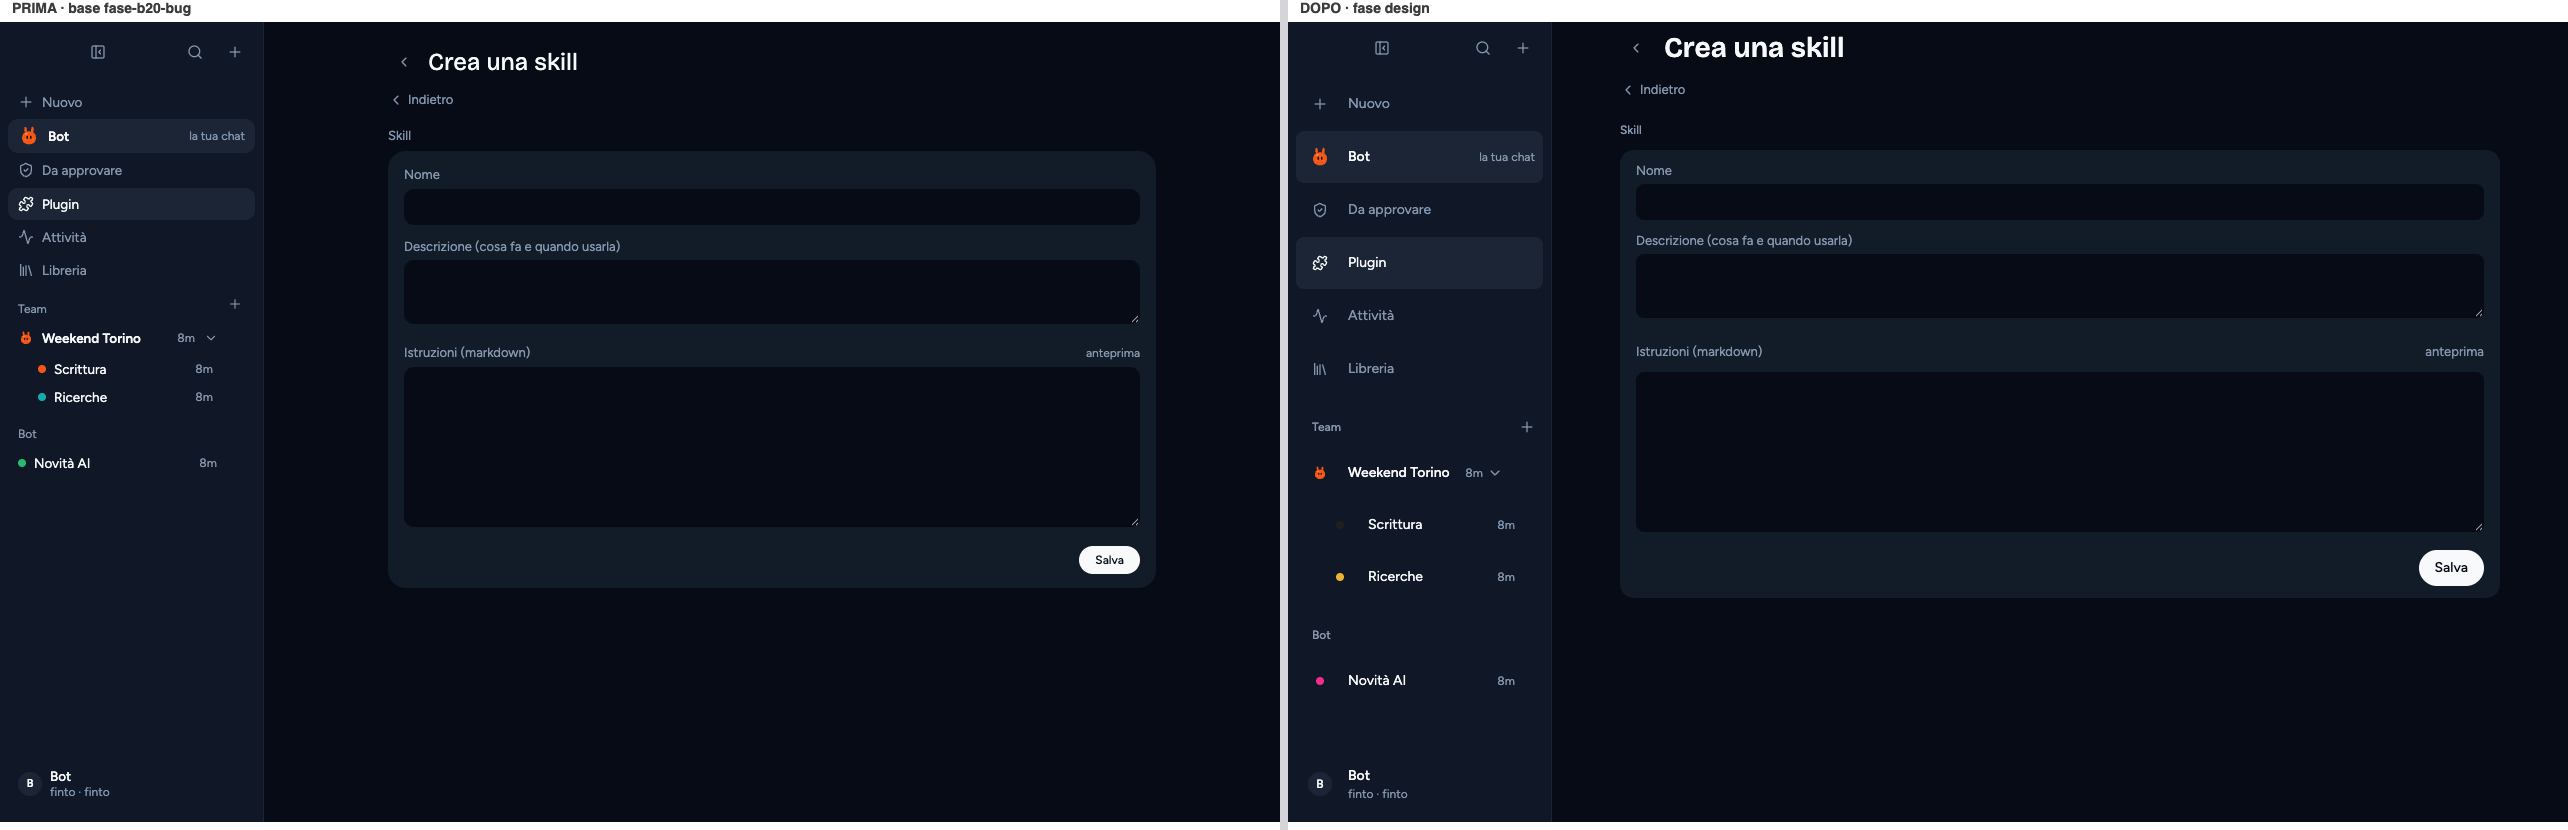 PRIMA · base fase-b20-bug
Crea una skill
Nuovo
Indietro
Bot la tua chat
Skill
Da approvare
Nome
Plugin
Attività
Descrizione (cosa fa e quando usarla)
Libreria
Team
Weekend Torino 8m
Istruzioni (markdown) anteprima
Scrittura 8m
Ricerche 8m
Bot
Novità AI 8m
Salva
B
Bot
finto · finto
DOPO · fase design
Crea una skill
Indietro
Nuovo
Skill
Bot la tua chat
Nome
Da approvare
Descrizione (cosa fa e quando usarla)
Plugin
Attività
Istruzioni (markdown) anteprima
Libreria
Team
Weekend Torino 8m
Scrittura 8m
Salva
Ricerche 8m
Bot
Novità AI 8m
B
Bot
finto · finto